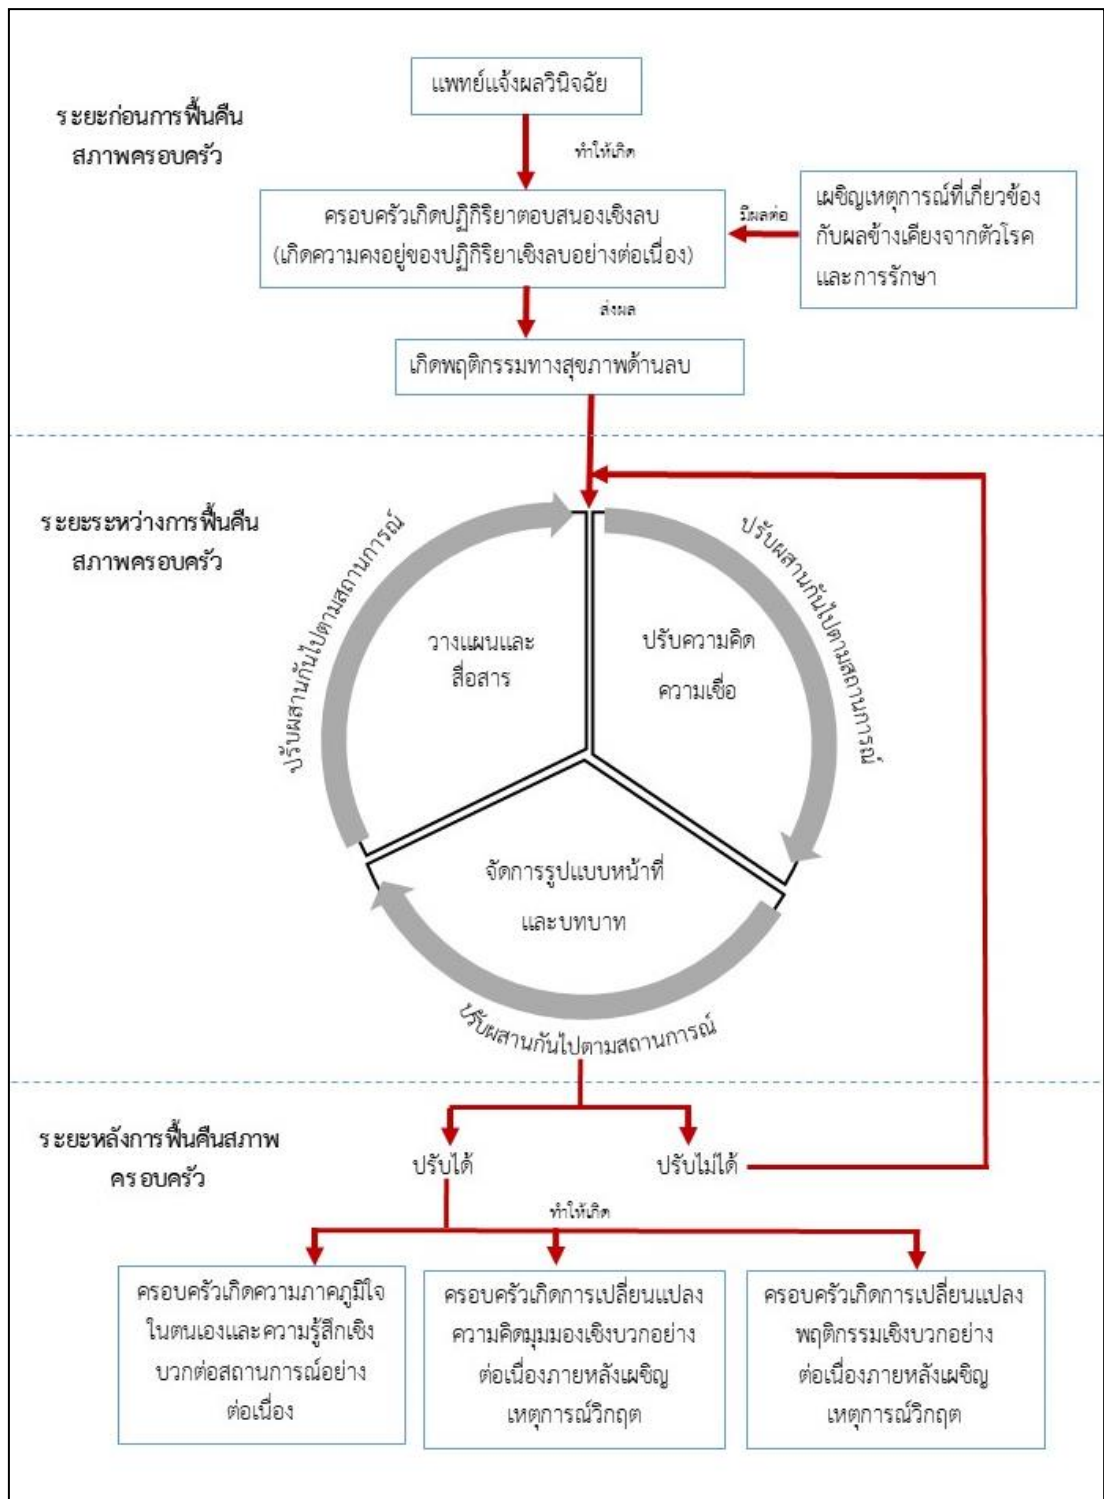 แพทย์แจ้งผลวินิจฉัย
ระยะก่อนการฟื้นคืน
สภาพครอบครัว
ทำให้เกิด
ครอบครัวเกิดปฏิกิริยาตอบสนองเชิงลบ
(เกิดความคงอยู่ของปฏิกิริยาเชิงลบอย่างต่อเนื่อง)
มีผลต่อ
เผชิญเหตุการณ์ที่เกี่ยวข้อง
กับผลข้างเคียงจากตัวโรค
และการรักษา
ส่งผล
เกิดพฤติกรรมทางสุขภาพด้านลบ
ระยะระหว่างการฟื้นคืน
สภาพครอบครัว
ปรับผสานกันไปตามสถานการณ์
ปรับผสานกันไปตามสถานการณ์
วางแผนและ
สื่อสาร
ปรับความคิด
ความเชื่อ
จัดการรูปแบบหน้าที่
และบทบาท
ปรับผสานกันไปตามสถานการณ์
ระยะหลังการฟื้นคืนสภาพ
ครอบครัว
ปรับได้
ปรับไม่ได้
ทำให้เกิด
ครอบครัวเกิดความภาคภูมิใจ
ในตนเองและความรู้สึกเชิง
บวกต่อสถานการณ์อย่าง
ต่อเนื่อง
ครอบครัวเกิดการเปลี่ยนแปลง
ความคิดมุมมองเชิงบวกอย่าง
ต่อเนื่องภายหลังเผชิญ
เหตุการณ์วิกฤต
ครอบครัวเกิดการเปลี่ยนแปลง
พฤติกรรมเชิงบวกอย่าง
ต่อเนื่องภายหลังเผชิญ
เหตุการณ์วิกฤต